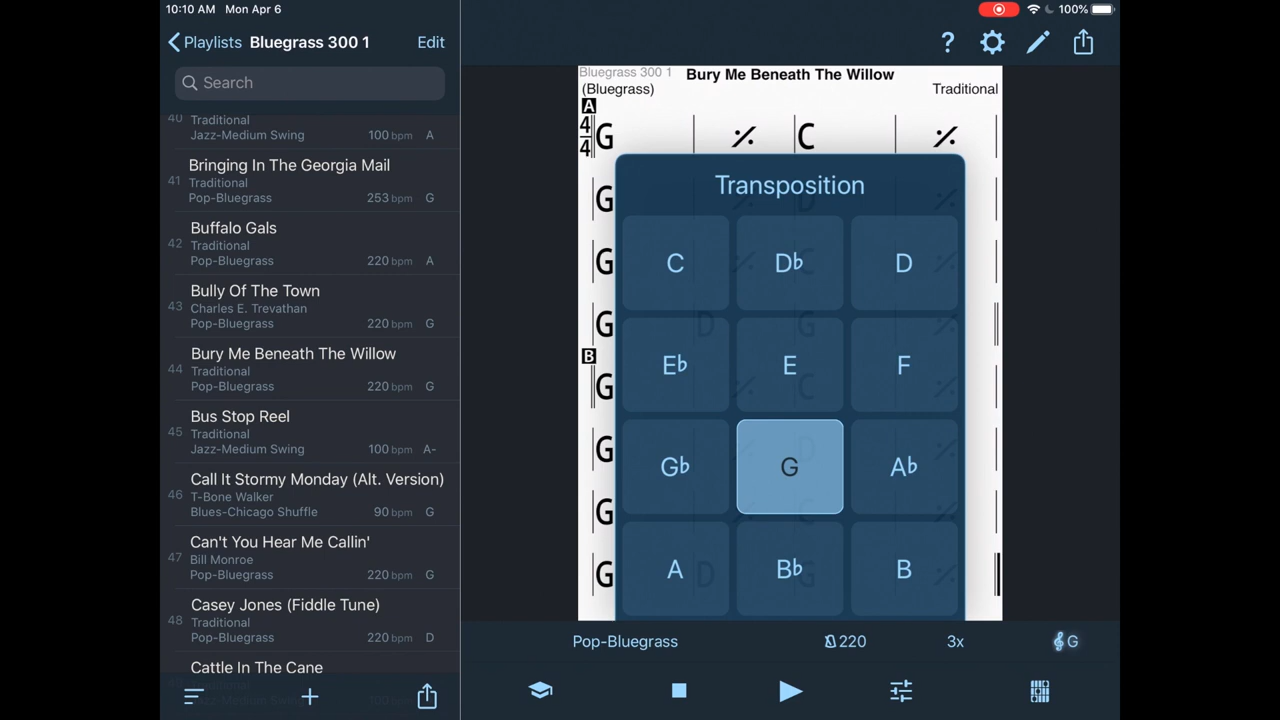 10:10 AM Mon Apr 6
100%
Playlists Bluegrass 300 1 Edit
?
Search
40
Traditional
Jazz-Medium Swing 100 bpm A
41 Bringing In The Georgia Mail
Traditional
Pop-Bluegrass 253 bpm G
42 Buffalo Gals
Traditional
Pop-Bluegrass 220 bpm A
43 Bully Of The Town
Charles E. Trevathan
Pop-Bluegrass 220 bpm G
44 Bury Me Beneath The Willow
Traditional
Pop-Bluegrass 220 bpm G
45 Bus Stop Reel
Traditional
Jazz-Medium Swing 100 bpm A-
46 Call It Stormy Monday (Alt. Version)
T-Bone Walker
Blues-Chicago Shuffle 90 bpm G
47 Can't You Hear Me Callin'
Bill Monroe
Pop-Bluegrass 220 bpm G
48 Casey Jones (Fiddle Tune)
Traditional
Pop-Bluegrass 220 bpm D
Cattle In The Cane
Bluegrass 300 1 Bury Me Beneath The Willow
(Bluegrass) Traditional
A
4/4 G C
G D
G
G D G
B
G
G D
G
G D G
Transposition
C D♭ D
E♭ E F
G♭ G A♭
A B♭ B
Pop-Bluegrass 220 3x G